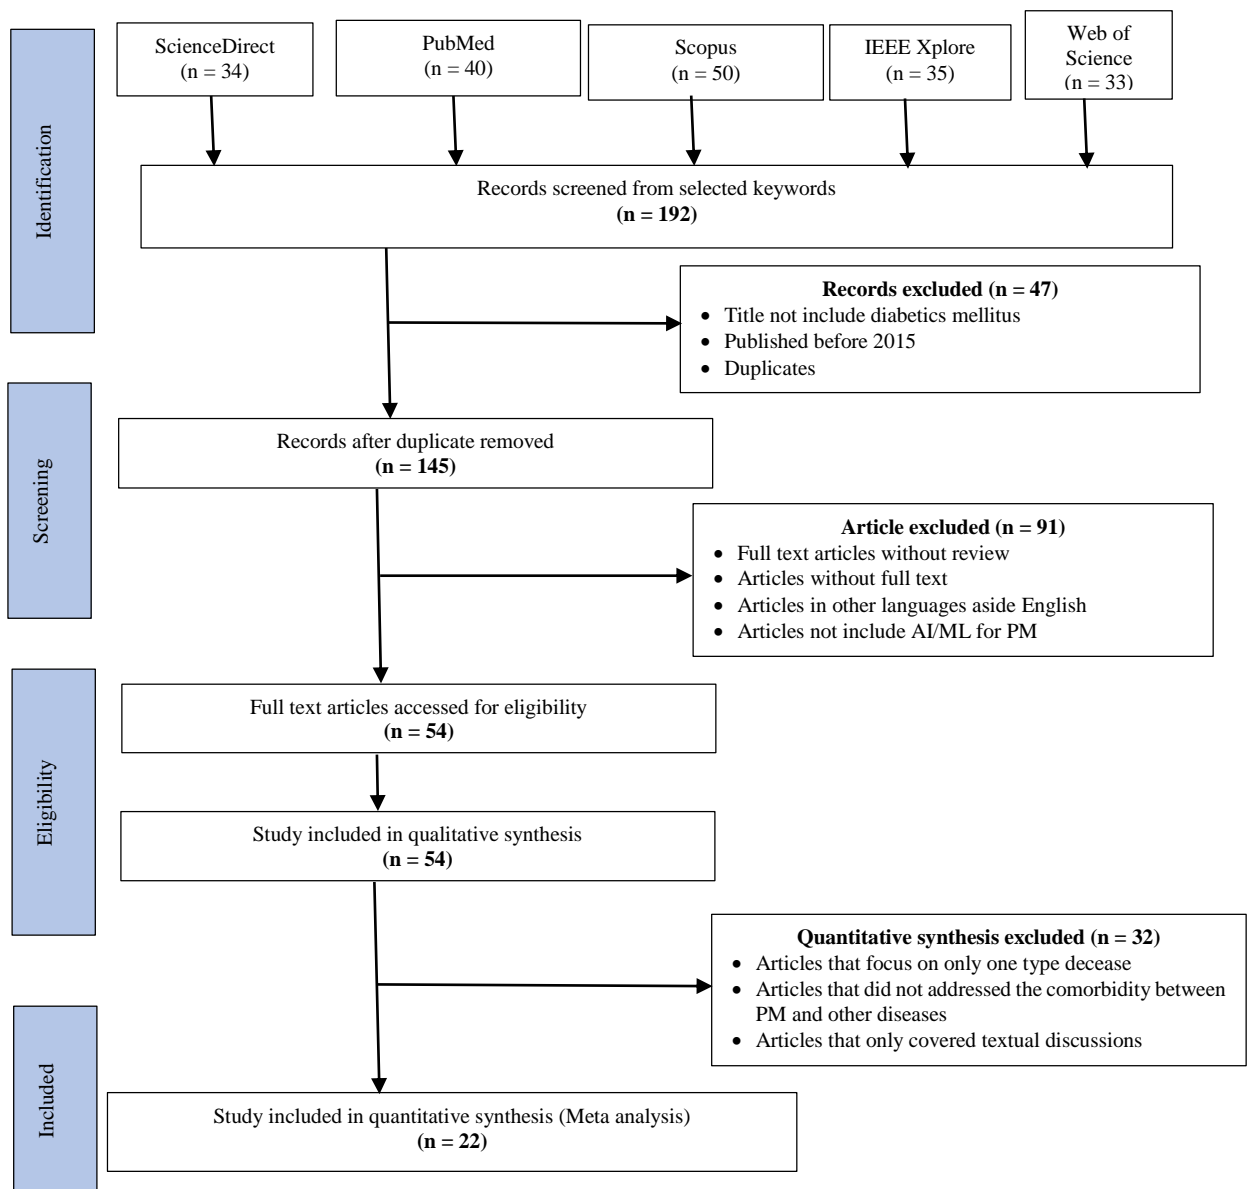 ScienceDirect
(n = 34)
PubMed
(n = 40)
Scopus
(n = 50)
IEEE Xplore
(n = 35)
Web of
Science
(n = 33)
Identification
Records screened from selected keywords
(n = 192)
Records excluded (n = 47)
• Title not include diabetics mellitus
• Published before 2015
• Duplicates
Screening
Records after duplicate removed
(n = 145)
Article excluded (n = 91)
• Full text articles without review
• Articles without full text
• Articles in other languages aside English
• Articles not include AI/ML for PM
Eligibility
Full text articles accessed for eligibility
(n = 54)
Study included in qualitative synthesis
(n = 54)
Quantitative synthesis excluded (n = 32)
• Articles that focus on only one type decease
• Articles that did not addressed the comorbidity between
PM and other diseases
• Articles that only covered textual discussions
Included
Study included in quantitative synthesis (Meta analysis)
(n = 22)